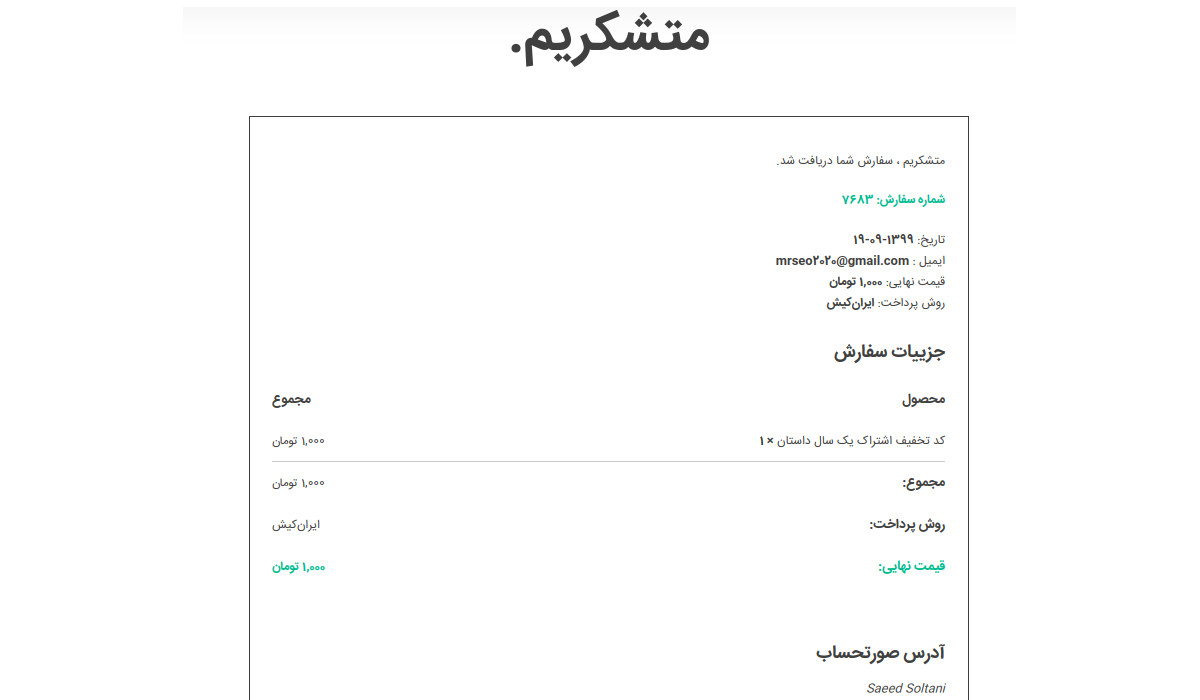 متشکریم.
متشکریم ، سفارش شما دریافت شد.
شماره سفارش: ۷۶۸۳
تاریخ: ۱۳۹۹-۰۹-۱۹
ایمیل : mrseo۲۰۲۰@gmail.com
قیمت نهایی: ۱,۰۰۰ تومان
روش پرداخت: ایران‌کیش
جزییات سفارش
محصول مجموع
کد تخفیف اشتراک یک سال داستان × ۱ ۱,۰۰۰ تومان
مجموع: ۱,۰۰۰ تومان
روش پرداخت: ایران‌کیش
قیمت نهایی: ۱,۰۰۰ تومان
آدرس صورتحساب
Saeed Soltani